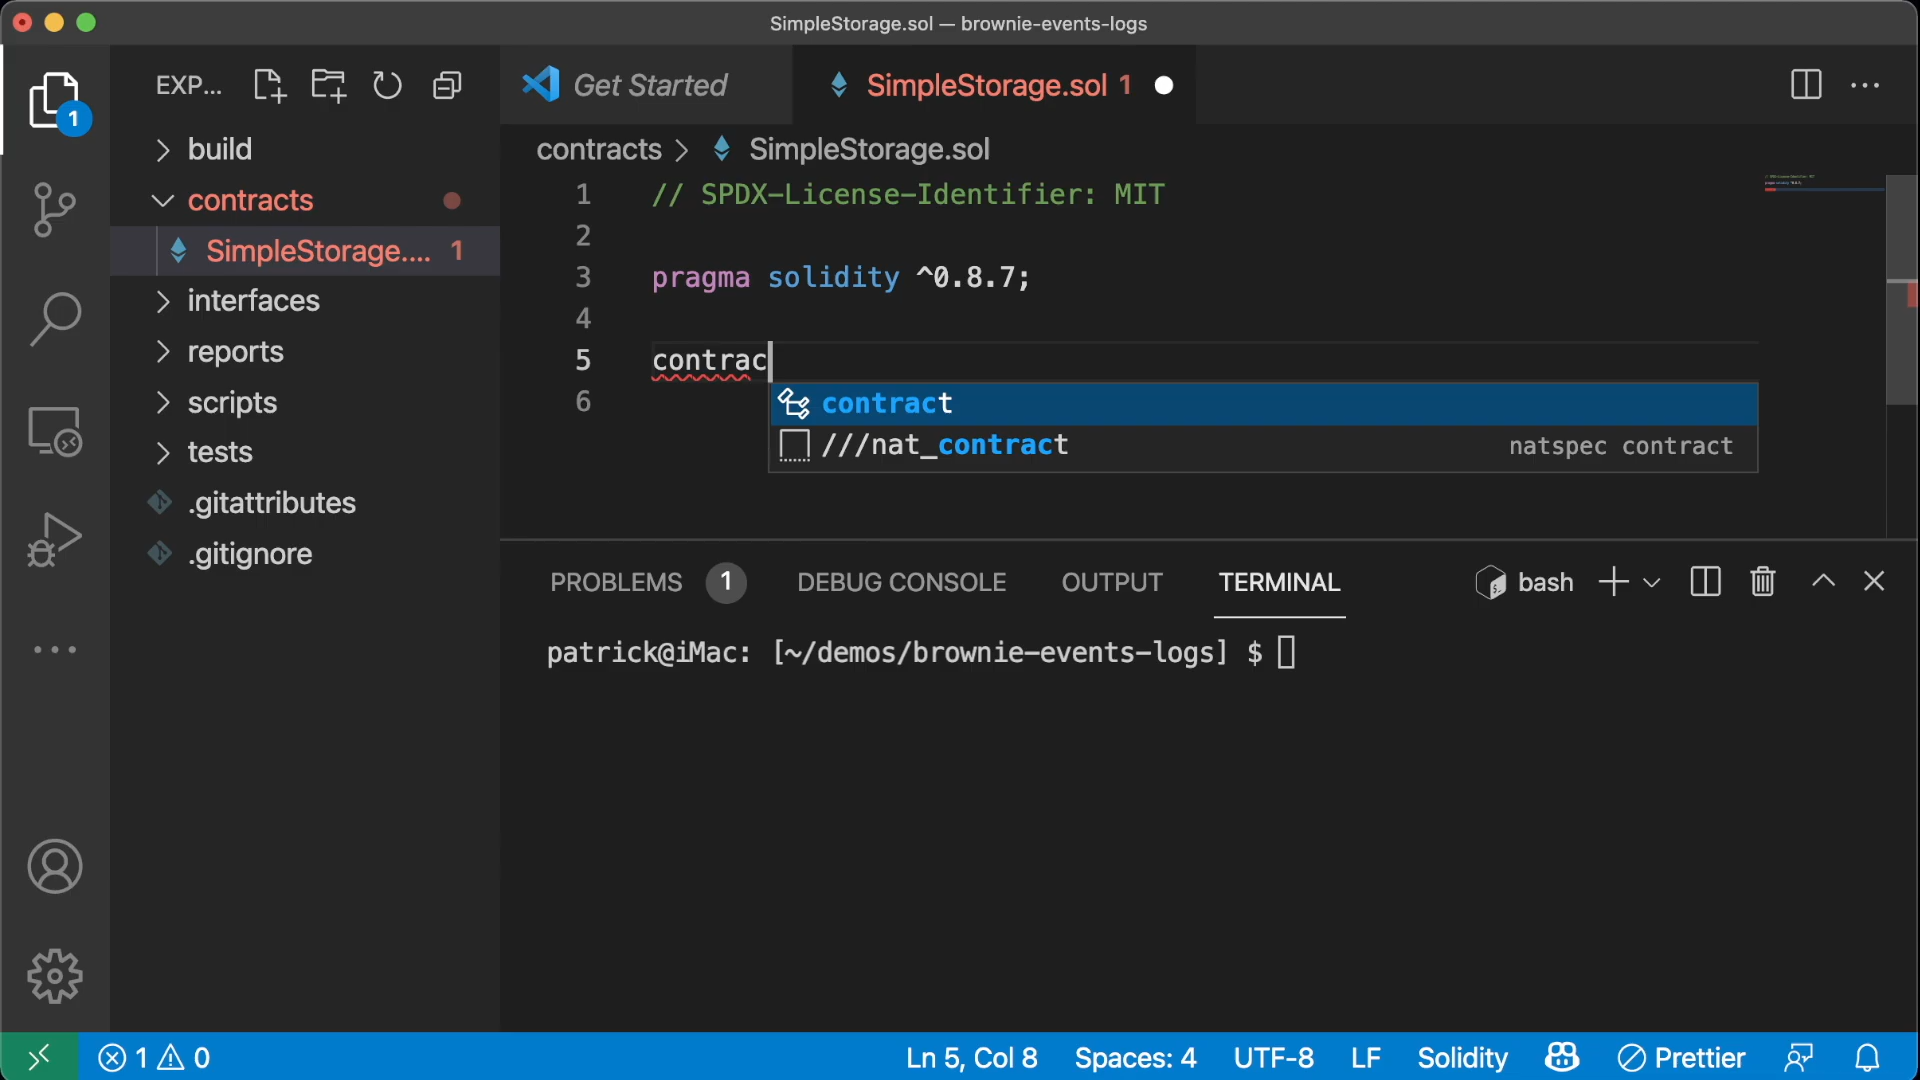 SimpleStorage.sol — brownie-events-logs
EXP...
Get Started
SimpleStorage.sol 1
1
build
contracts
SimpleStorage.... 1
interfaces
reports
scripts
tests
.gitattributes
.gitignore
contracts > SimpleStorage.sol
1 // SPDX-License-Identifier: MIT
2
3 pragma solidity ^0.8.7;
4
5 contrac
6
contract
///nat_contract natspec contract
PROBLEMS 1 DEBUG CONSOLE OUTPUT TERMINAL bash
patrick@iMac: [~/demos/brownie-events-logs] $
1 0 Ln 5, Col 8 Spaces: 4 UTF-8 LF Solidity Prettier